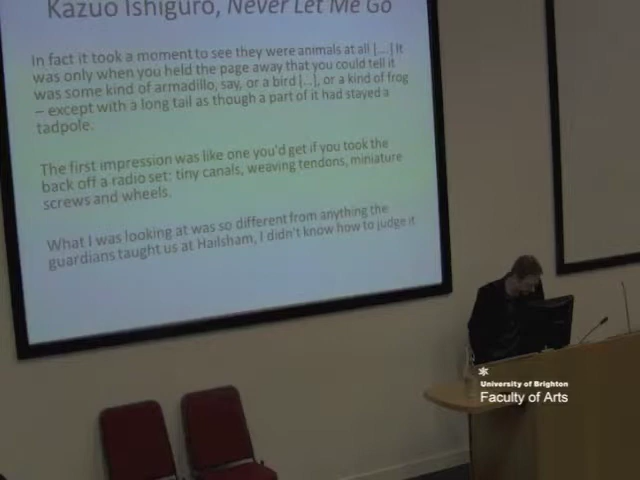 Kazuo Ishiguro, Never Let Me Go
In fact it took a moment to see they were animals at all [...] It
was only when you held the page away that you could tell it
was some kind of armadillo, say, or a bird [...], or a kind of frog
– except with a long tail as though a part of it had stayed a
tadpole.
The first impression was like one you'd get if you took the
back off a radio set: tiny canals, weaving tendons, miniature
screws and wheels.
What I was looking at was so different from anything the
guardians taught us at Hailsham, I didn't know how to judge it
University of Brighton
Faculty of Arts